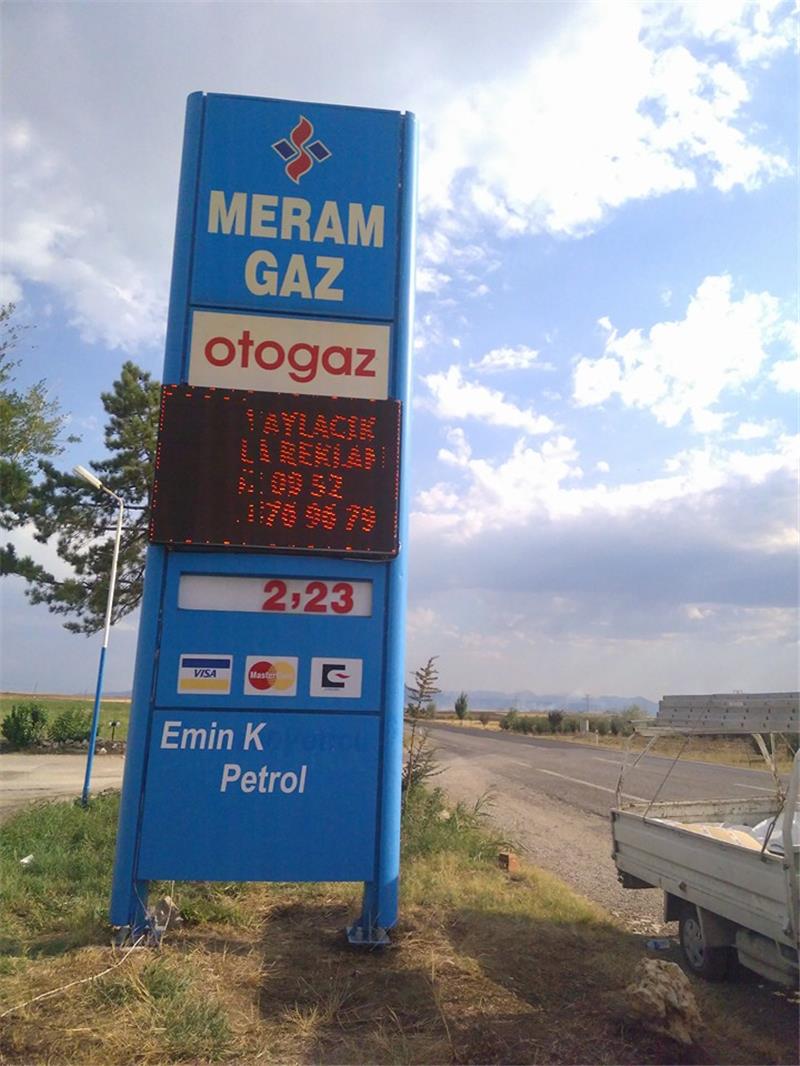 MERAM
GAZ
otogaz
AYLACIK
REKLAM
09 52
76 96 79
2,23
VISA
MasterCard
Emin K
Petrol